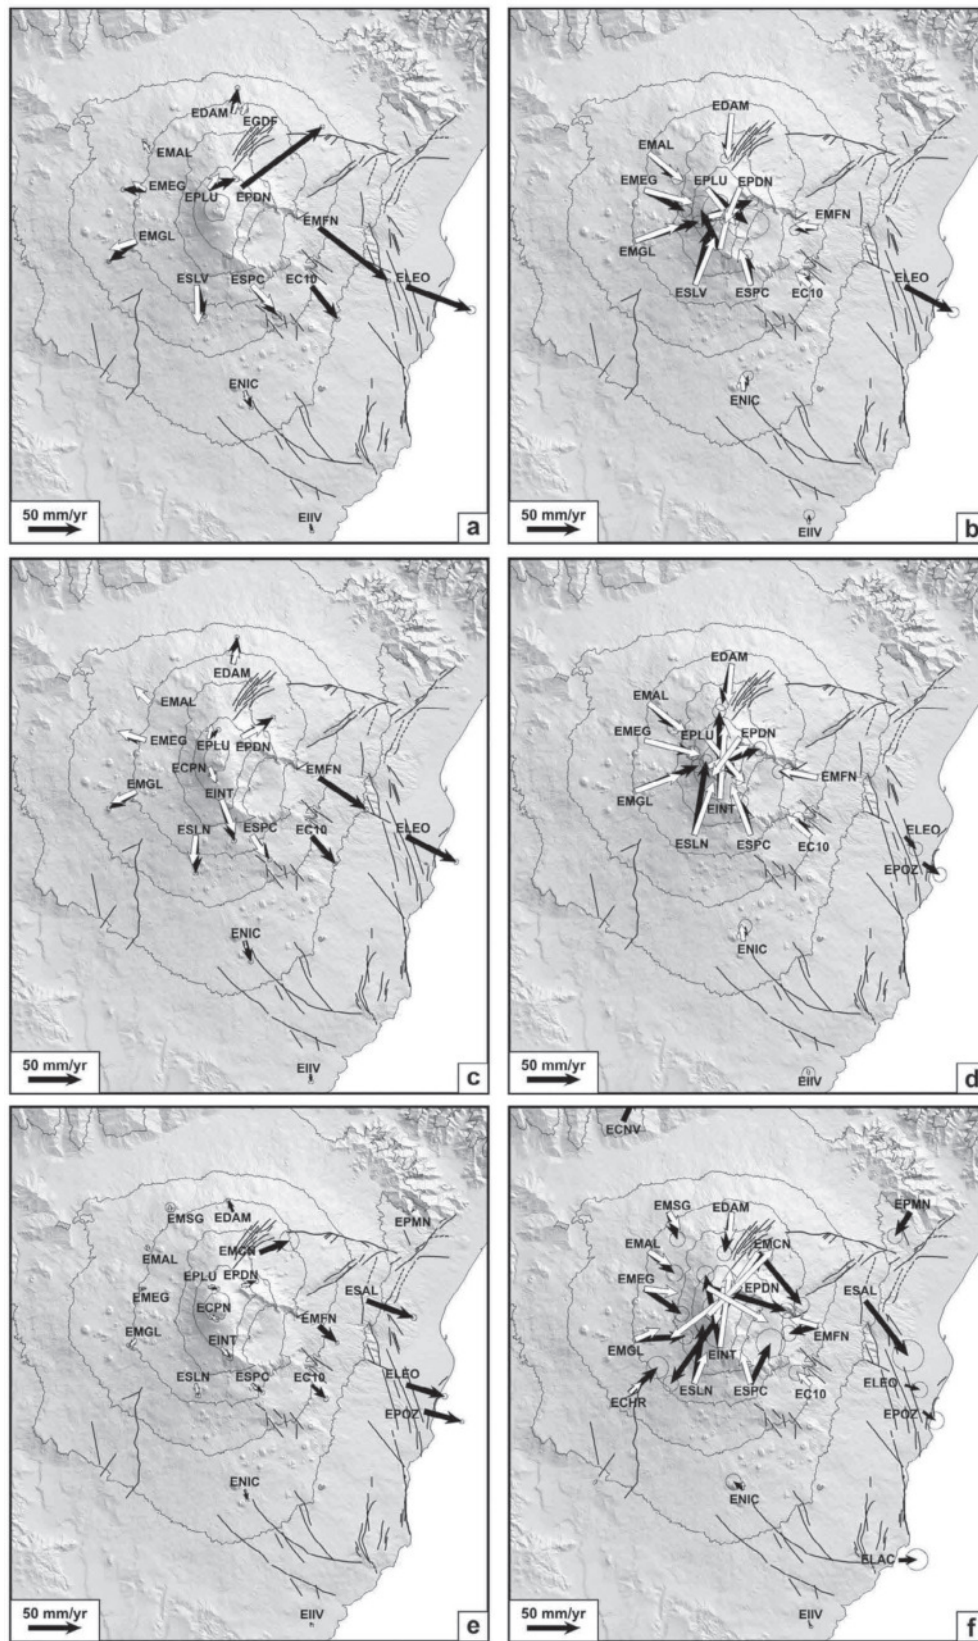 EDAM
EGDF
EMAL
EMEG
EPLU
EPDN
EMFN
EMGL
ESLV
ESPC
EC10
ELEO
ENIC
EIIV
50 mm/yr
a
EDAM
EMAL
EMEG
EPLU
EPDN
EMFN
EMGL
ELEO
ESLV
ESPC
EC10
ENIC
EIIV
50 mm/yr
b
EDAM
EMAL
EMEG
EPLU
EPDN
ECPN
EMGL
EINT
EMFN
ESLN
ESPC
EC10
ELEO
ENIC
EIIV
50 mm/yr
c
EDAM
EMAL
EMEG
EPLU
EPDN
EMFN
EMGL
EINT
ESLN
ESPC
EC10
ELEO
EPOZ
ENIC
EIIV
50 mm/yr
d
EMSG
EDAM
EPMN
EMAL
EMCN
EPLU
EPDN
EMEG
ECPN
ESAL
EMGL
EINT
EMFN
ESLN
ESPC
EC10
ELEO
EPOZ
ENIC
EIIV
50 mm/yr
e
ECNV
EMSG
EDAM
EPMN
EMAL
EMCN
EMEG
EPDN
ESAL
EMFN
EMGL
EINT
ECHR
ESLN
ESPC
EC10
ELEO
EPOZ
ENIC
ELAC
EIIV
50 mm/yr
f